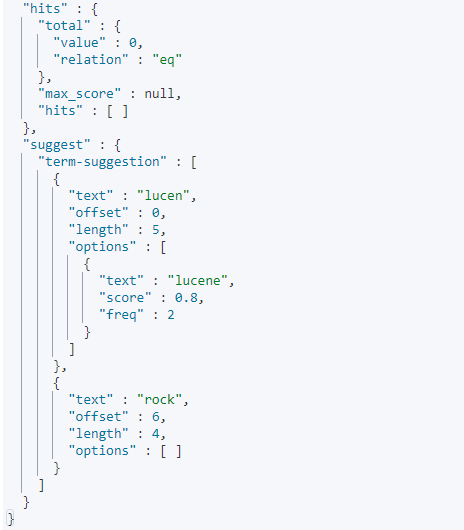 "hits" : {
"total" : {
"value" : 0,
"relation" : "eq"
},
"max_score" : null,
"hits" : [ ]
},
"suggest" : {
"term-suggestion" : [
{
"text" : "lucen",
"offset" : 0,
"length" : 5,
"options" : [
{
"text" : "lucene",
"score" : 0.8,
"freq" : 2
}
]
},
{
"text" : "rock",
"offset" : 6,
"length" : 4,
"options" : [ ]
}
]
}
}